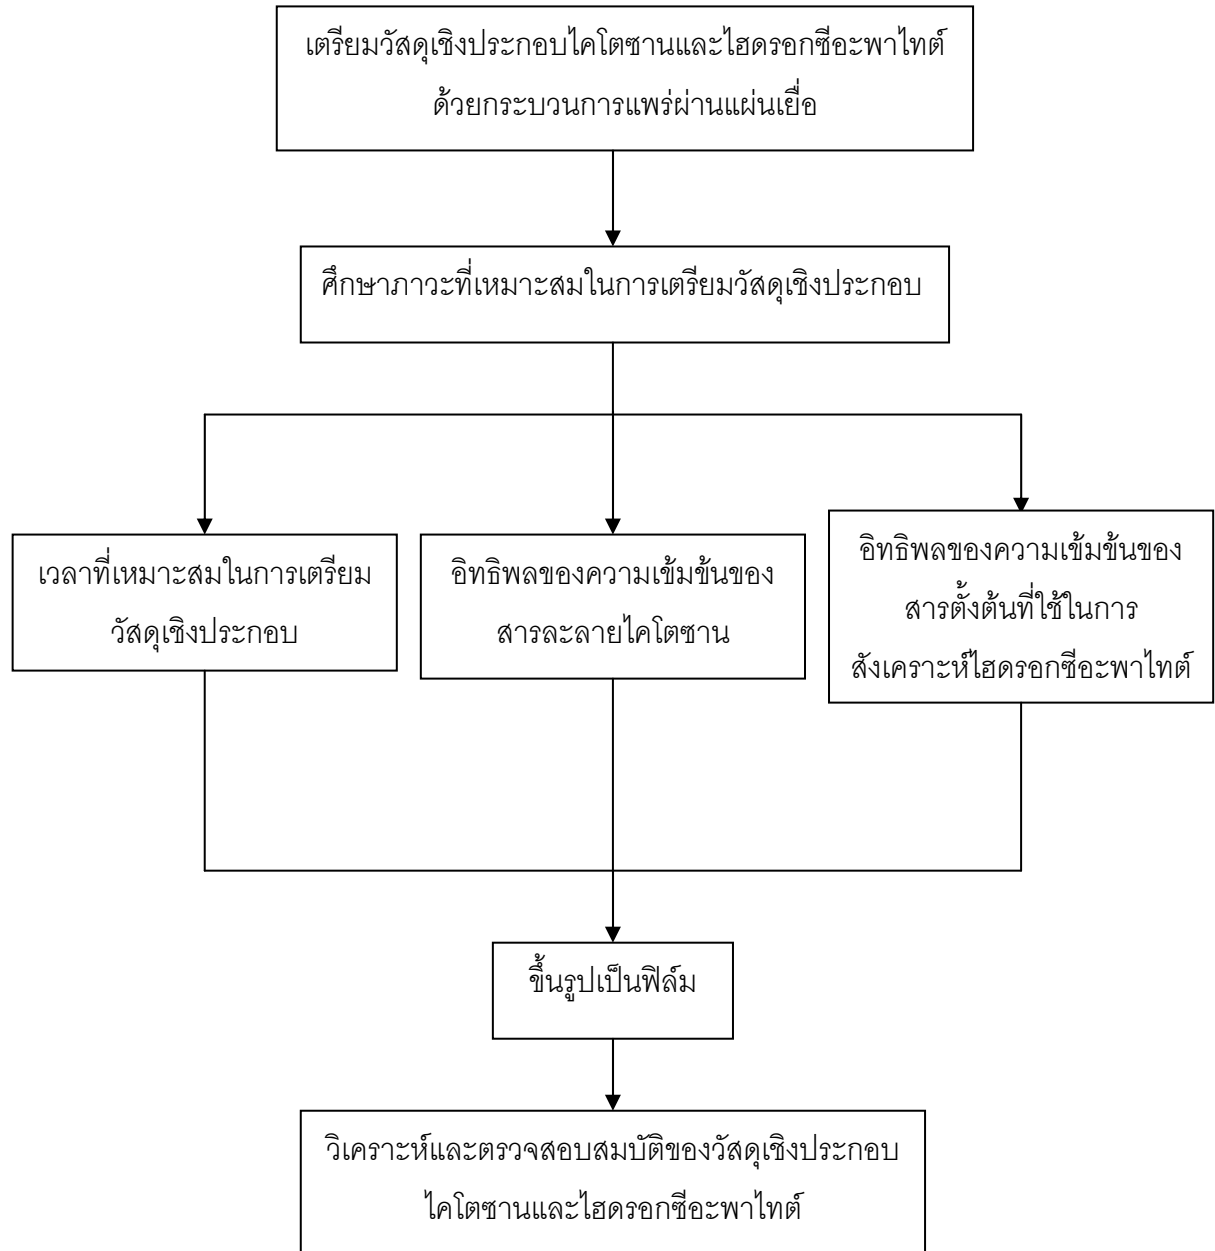 เตรียมวัสดุเชิงประกอบไคโตซานและไฮดรอกซีอะพาไทต์
ด้วยกระบวนการแพร่ผ่านแผ่นเยื่อ
ศึกษาภาวะที่เหมาะสมในการเตรียมวัสดุเชิงประกอบ
เวลาที่เหมาะสมในการเตรียม
วัสดุเชิงประกอบ
อิทธิพลของความเข้มข้นของ
สารละลายไคโตซาน
อิทธิพลของความเข้มข้นของ
สารตั้งต้นที่ใช้ในการ
สังเคราะห์ไฮดรอกซีอะพาไทต์
ขึ้นรูปเป็นฟิล์ม
วิเคราะห์และตรวจสอบสมบัติของวัสดุเชิงประกอบ
ไคโตซานและไฮดรอกซีอะพาไทต์